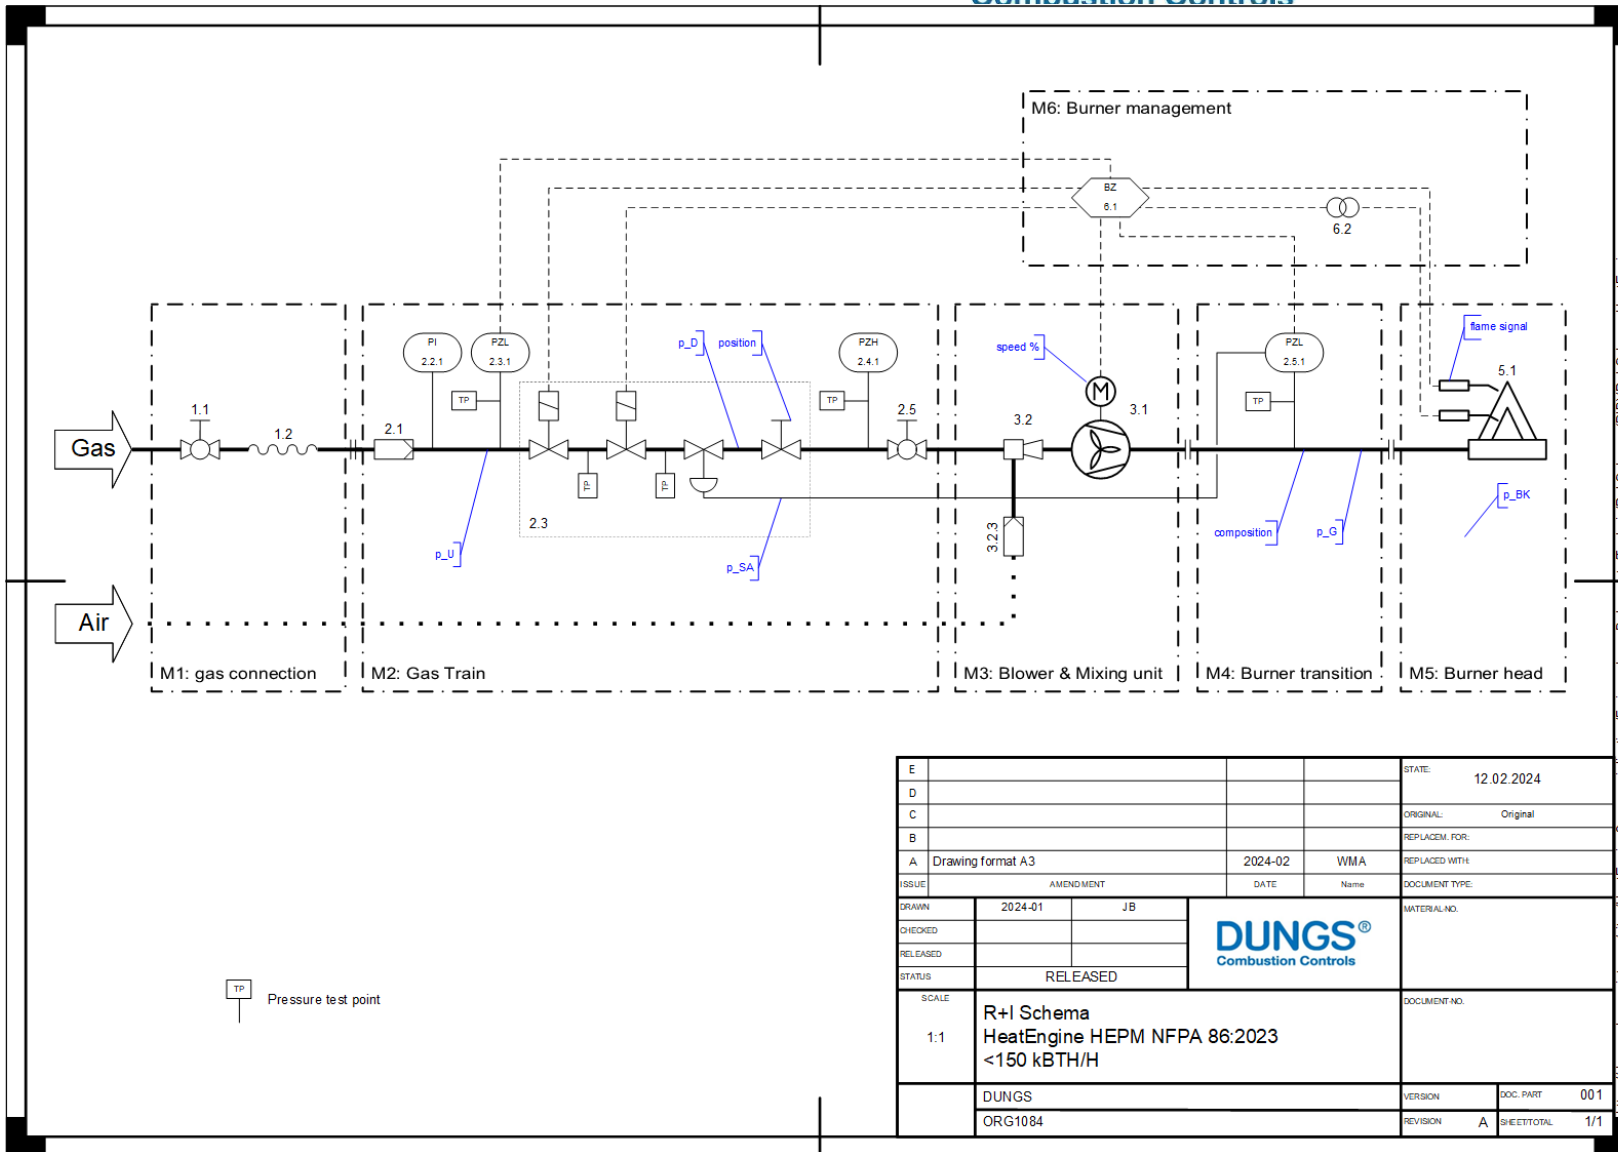 Combustion Controls
M6: Burner management
BZ
6.1
6.2
PI
2.2.1
PZL
2.3.1
p_D
position
PZH
2.4.1
speed %
PZL
2.5.1
flame signal
5.1
TP
TP
TP
M
1.1
1.2
2.1
2.5
3.2
3.1
Gas
TP
TP
2.3
3.2.3
p_U
p_SA
composition
p_G
p_BK
Air
M1: gas connection
M2: Gas Train
M3: Blower & Mixing unit
M4: Burner transition
M5: Burner head
TP
Pressure test point
E
D
C
B
A Drawing format A3 2024-02 WMA
ISSUE AMENDMENT DATE Name
STATE: 12.02.2024
ORIGINAL: Original
REPLACEM. FOR:
REPLACED WITH:
DOCUMENT TYPE:
DRAWN 2024-01 JB
CHECKED
RELEASED
STATUS RELEASED
DUNGS®
Combustion Controls
MATERIAL-NO.
SCALE
1:1
R+I Schema
HeatEngine HEPM NFPA 86:2023
<150 kBTH/H
DOCUMENT-NO.
DUNGS
ORG1084
VERSION DOC. PART 001
REVISION A SHEET/TOTAL 1/1